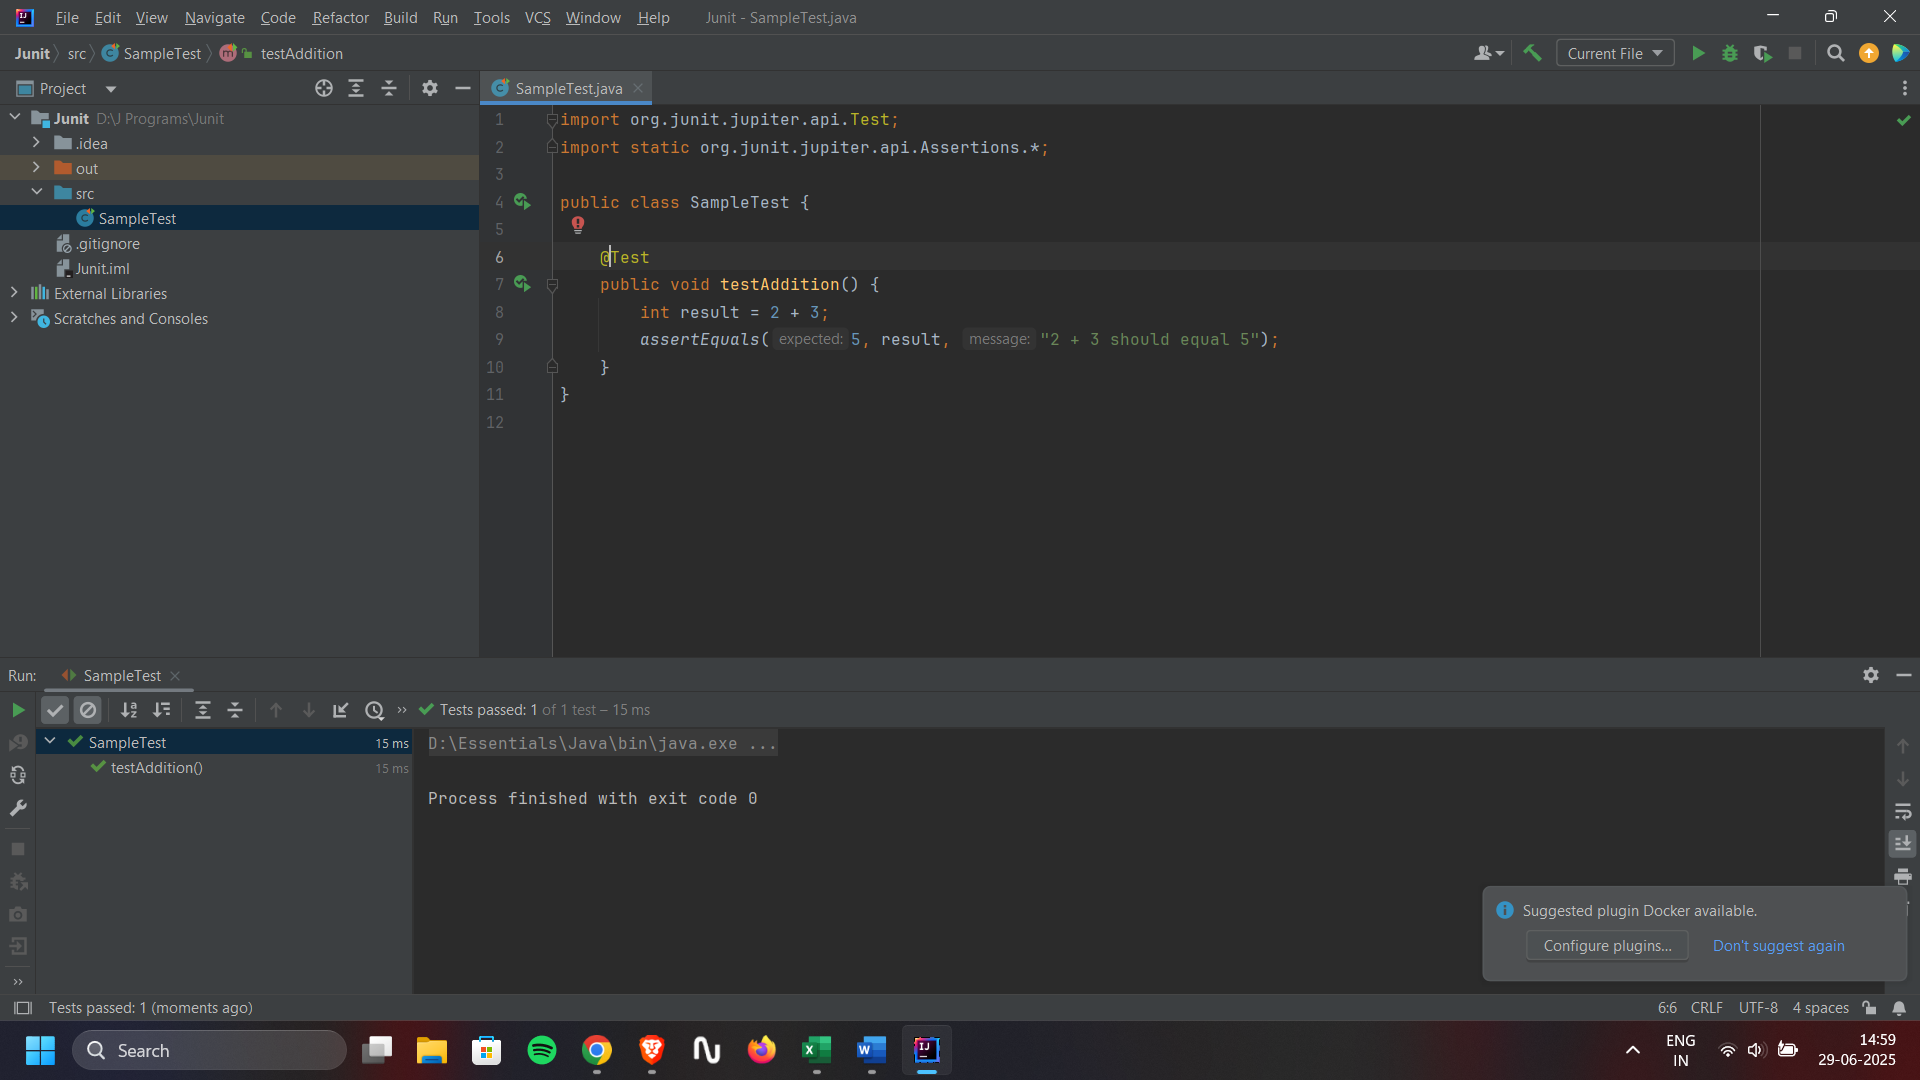 File Edit View Navigate Code Refactor Build Run Tools VCS Window Help Junit - SampleTest.java
Junit src SampleTest m testAddition Current File
Project SampleTest.java
Junit D:\J Programs\Junit
.idea
out
src
SampleTest
.gitignore
Junit.iml
External Libraries
Scratches and Consoles
1 import org.junit.jupiter.api.Test;
2 import static org.junit.jupiter.api.Assertions.*;
3
4 public class SampleTest {
5
6 @Test
7 public void testAddition() {
8 int result = 2 + 3;
9 assertEquals( expected: 5, result, message: "2 + 3 should equal 5");
10 }
11 }
12
Run: SampleTest
Tests passed: 1 of 1 test – 15 ms
SampleTest 15 ms
testAddition() 15 ms
D:\Essentials\Java\bin\java.exe ...
Process finished with exit code 0
Suggested plugin Docker available.
Configure plugins... Don't suggest again
Tests passed: 1 (moments ago) 6:6 CRLF UTF-8 4 spaces
Search
ENG
IN
14:59
29-06-2025